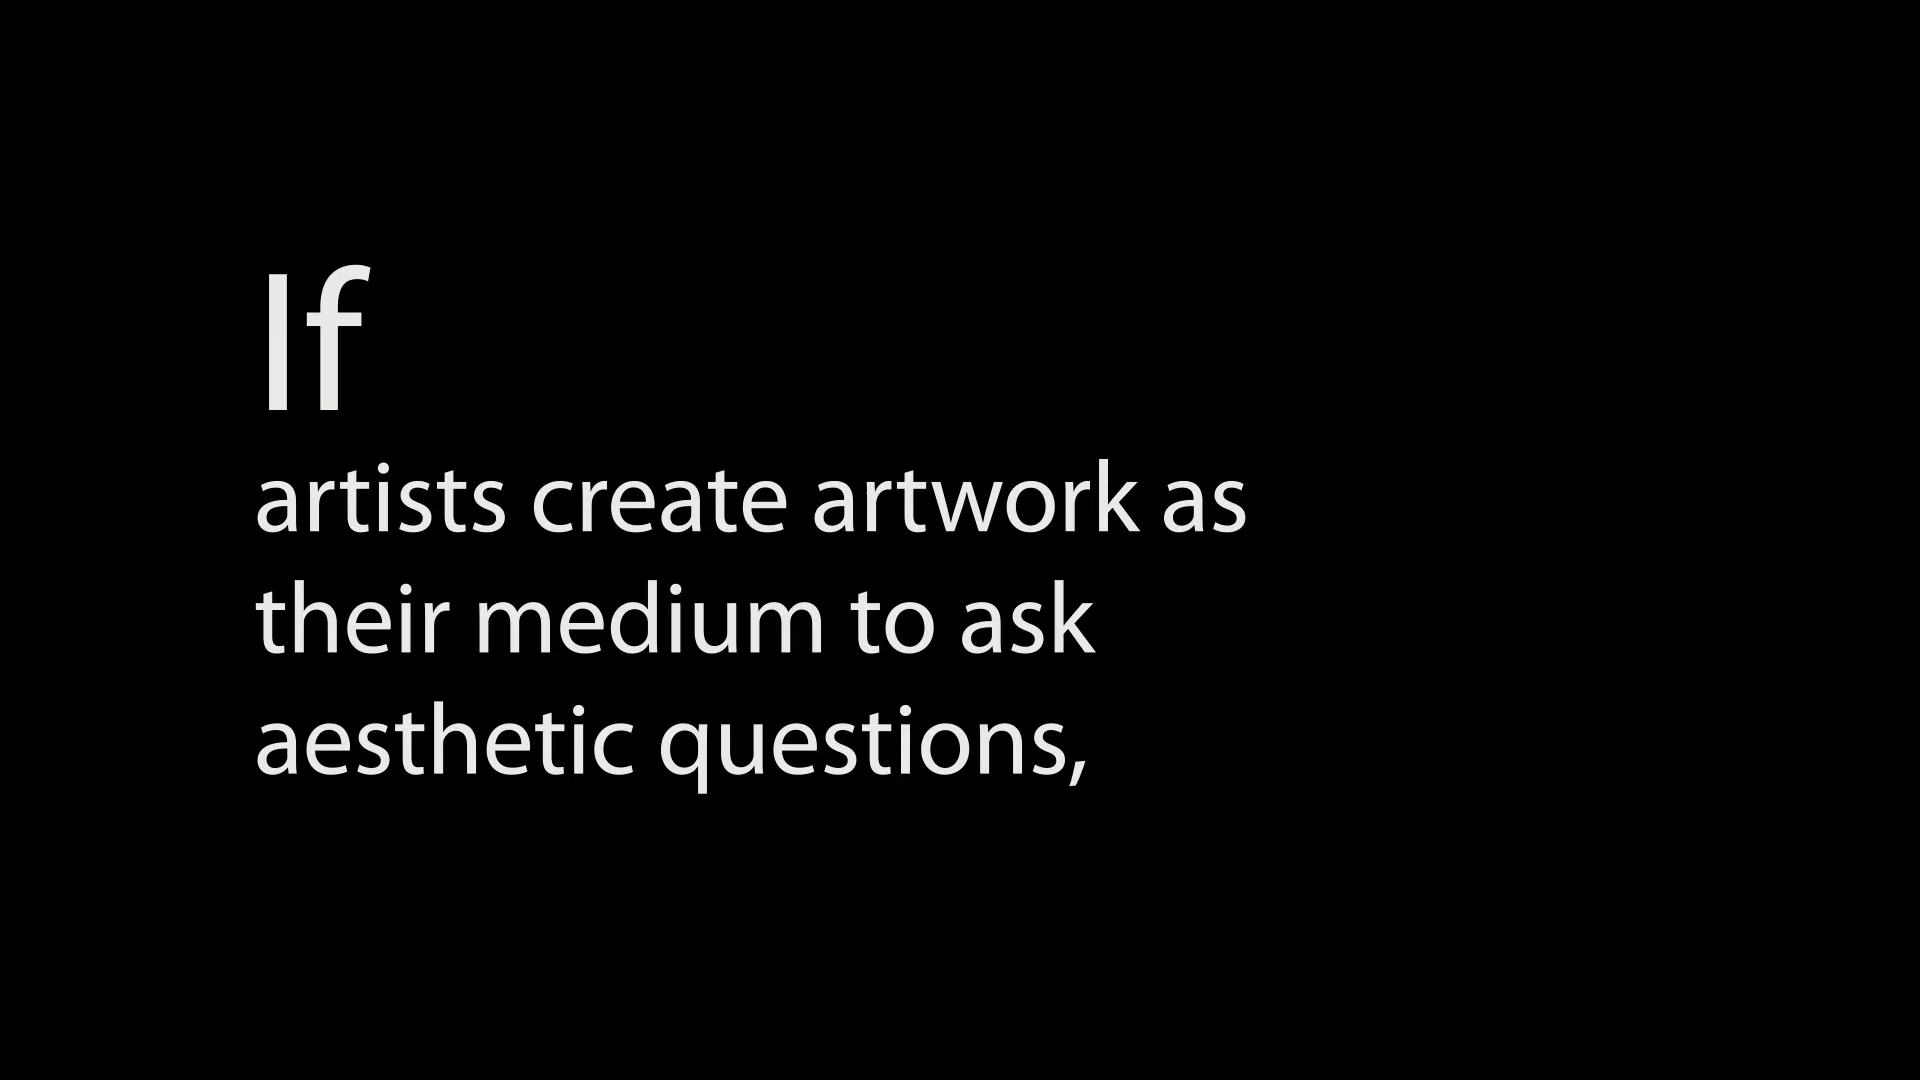 If
artists create artwork as
their medium to ask
aesthetic questions,